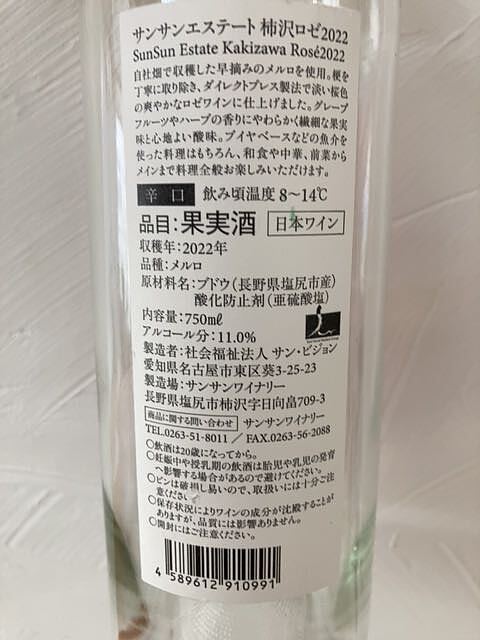 サンサンエステート 柿沢ロゼ2022
SunSun Estate Kakizawa Rosé2022
自社畑で収穫した早摘みのメルロを使用。梗を
丁寧に取り除き、ダイレクトプレス製法で淡い桜色
の爽やかなロゼワインに仕上げました。グレープ
フルーツやハーブの香りにやわらかく繊細な果実
味と心地よい酸味。ブイヤベースなどの魚介を
使った料理はもちろん、和食や中華、前菜から
メインまで料理全般お楽しみいただけます。
辛口 飲み頃温度 8〜14℃
品目:果実酒 日本ワイン
収穫年:2022年
品種:メルロ
原材料名:ブドウ(長野県塩尻市産)
酸化防止剤(亜硫酸塩)
内容量:750mℓ
アルコール分:11.0%
製造者:社会福祉法人 サン・ビジョン
愛知県名古屋市東区葵3-25-23
製造場:サンサンワイナリー
長野県塩尻市柿沢字日向畠709-3
商品に関する問い合わせ サンサンワイナリー
TEL.0263-51-8011/FAX.0263-56-2088
○飲酒は20歳になってから。
○妊娠中や授乳期の飲酒は胎児や乳児の発育
へ影響する場合があるので避けてください。
○ビンは破損し易いので、取扱いには十分ご注
意ください。
○保存状況によりワインの成分が沈殿することが
ありますが、品質には影響ありません。
○開封にはご注意ください。
4 589612 910991